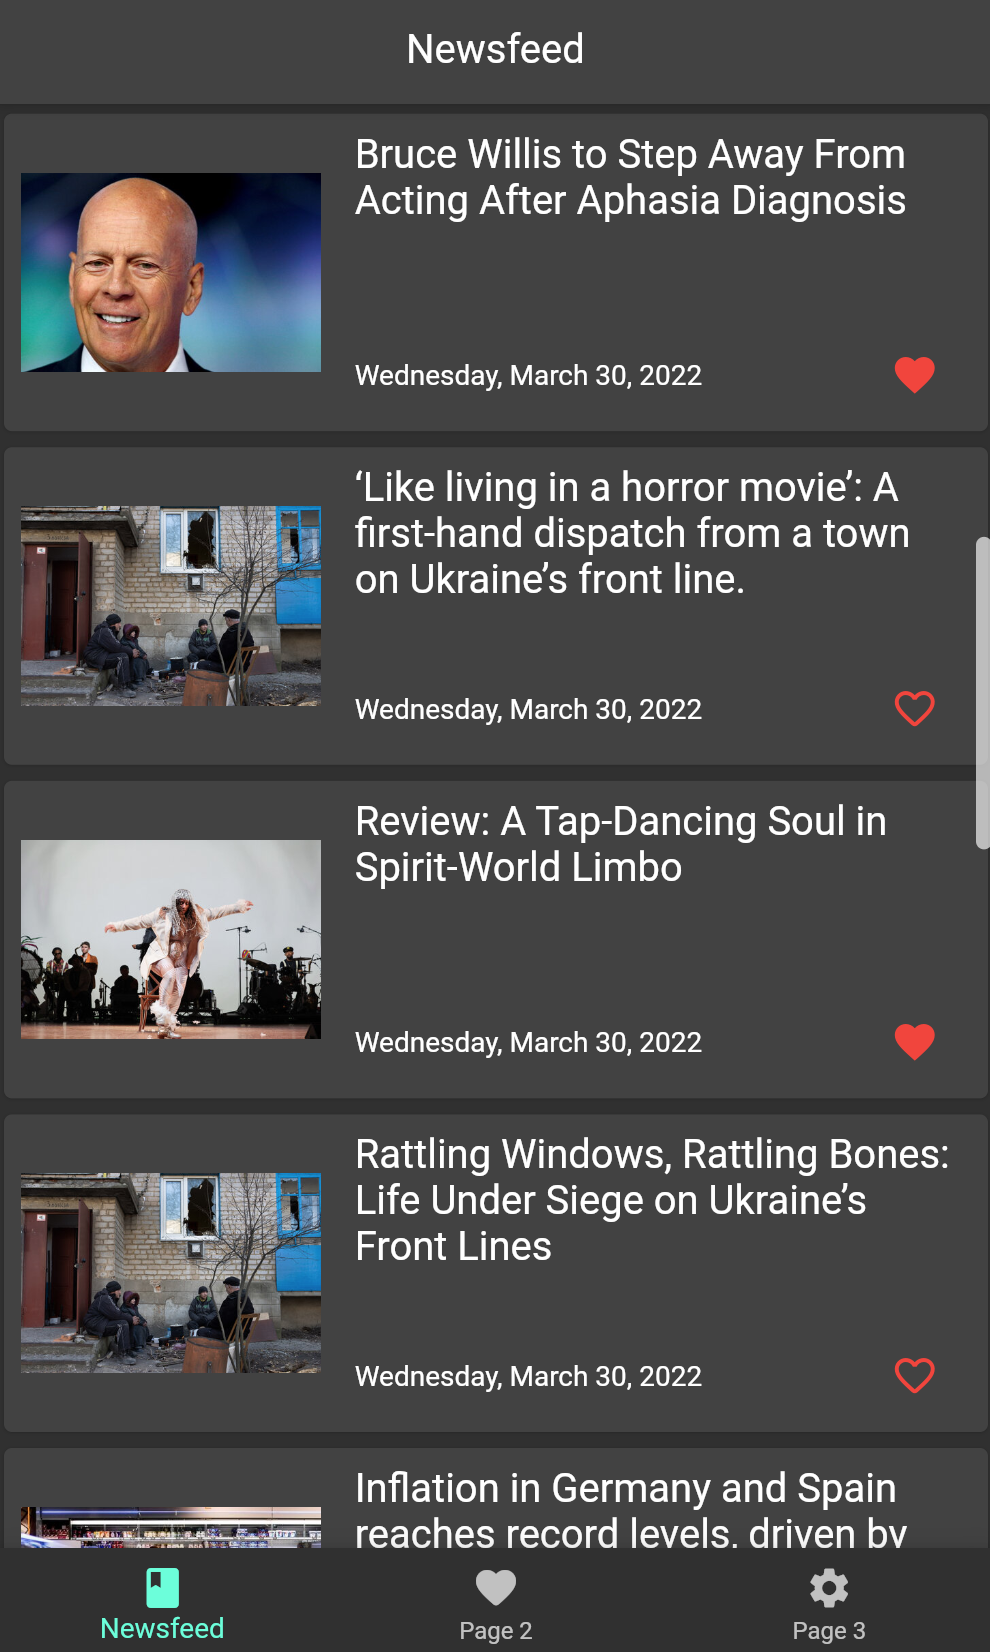 Newsfeed
Bruce Willis to Step Away From
Acting After Aphasia Diagnosis
Wednesday, March 30, 2022
‘Like living in a horror movie’: A
first-hand dispatch from a town
on Ukraine’s front line.
Wednesday, March 30, 2022
Review: A Tap-Dancing Soul in
Spirit-World Limbo
Wednesday, March 30, 2022
Rattling Windows, Rattling Bones:
Life Under Siege on Ukraine’s
Front Lines
Wednesday, March 30, 2022
Inflation in Germany and Spain
reaches record levels, driven by
Newsfeed
Page 2
Page 3